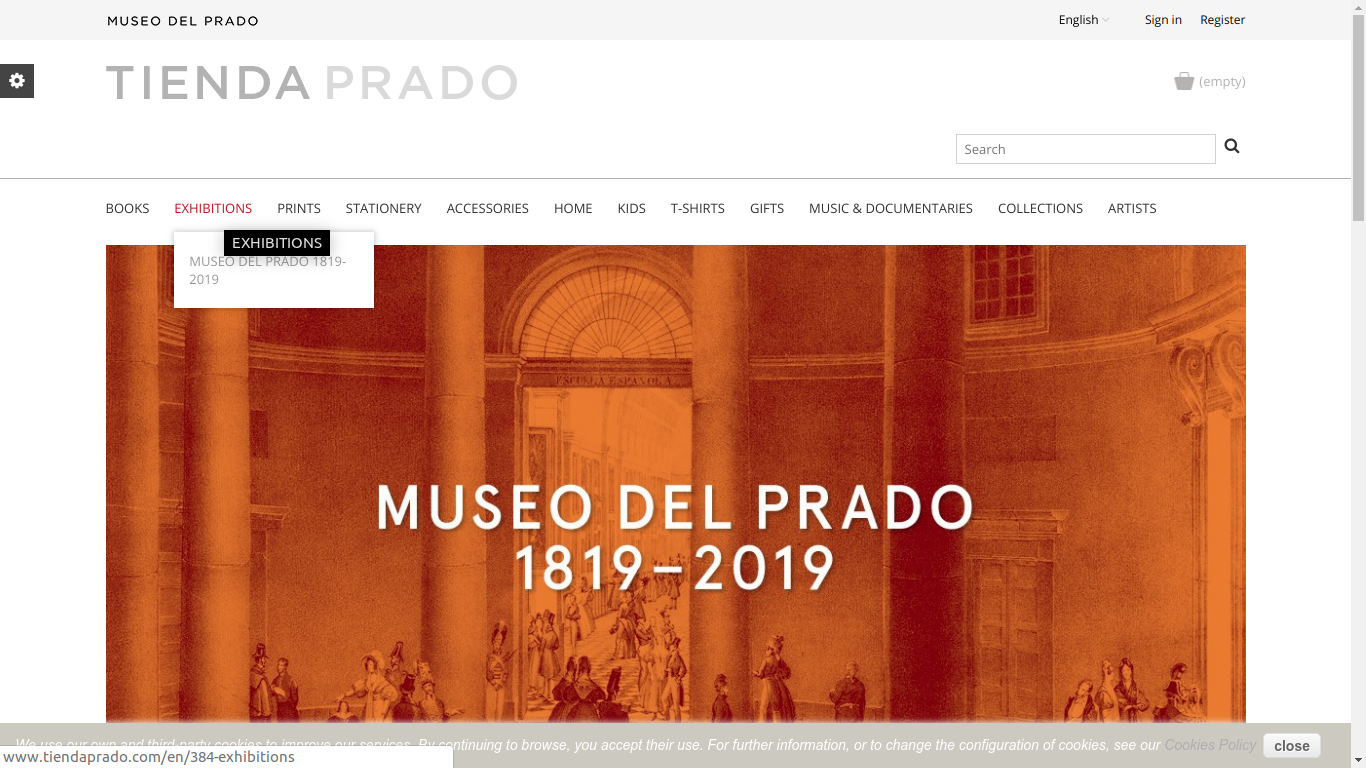 MUSEO DEL PRADO
English
Sign in
Register
TIENDA PRADO
(empty)
Search
BOOKS
EXHIBITIONS
PRINTS
STATIONERY
ACCESSORIES
HOME
KIDS
T-SHIRTS
GIFTS
MUSIC & DOCUMENTARIES
COLLECTIONS
ARTISTS
EXHIBITIONS
MUSEO DEL PRADO 1819-
2019
ESCUELA ESPAÑOLA
MUSEO DEL PRADO
1819–2019
We use our own and third-party cookies to improve our services. By continuing to browse, you accept their use. For further information, or to change the configuration of cookies, see our Cookies Policy
close
www.tiendaprado.com/en/384-exhibitions